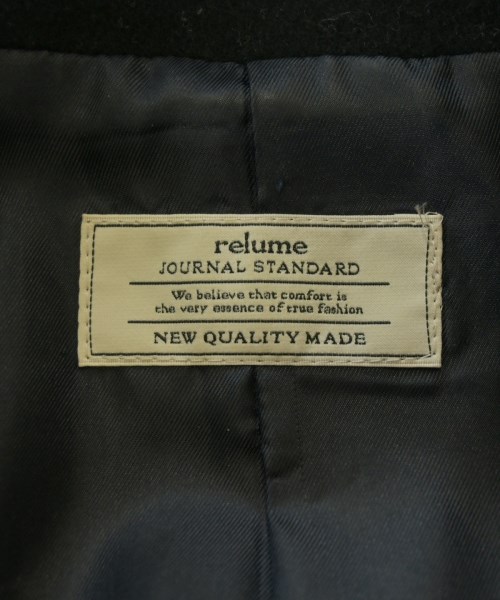 relume
JOURNAL STANDARD
We believe that comfort is
the very essence of true fashion
NEW QUALITY MADE